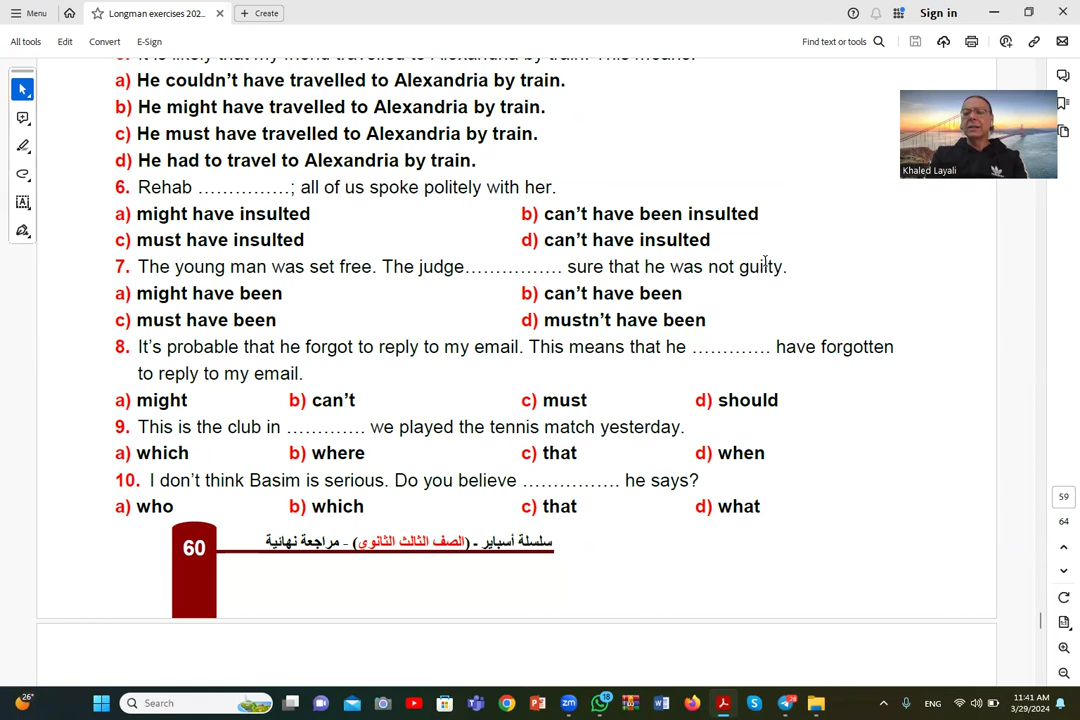 Menu
Longman exercises 202...
Create
Sign in
All tools
Edit
Convert
E-Sign
Find text or tools
a) He couldn't have travelled to Alexandria by train.
b) He might have travelled to Alexandria by train.
c) He must have travelled to Alexandria by train.
d) He had to travel to Alexandria by train.
6. Rehab ……………; all of us spoke politely with her.
a) might have insulted b) can't have been insulted
c) must have insulted d) can't have insulted
7. The young man was set free. The judge…………… sure that he was not guilty.
a) might have been b) can't have been
c) must have been d) mustn't have been
8. It's probable that he forgot to reply to my email. This means that he …………. have forgotten
to reply to my email.
a) might b) can't c) must d) should
9. This is the club in …………. we played the tennis match yesterday.
a) which b) where c) that d) when
10. I don't think Basim is serious. Do you believe ……………. he says?
a) who b) which c) that d) what
60
سلسلة أسباير - (الصف الثالث الثانوي) - مراجعة نهائية
Khaled Layali
59
64
26°
Search
18
ENG
11:41 AM
3/29/2024